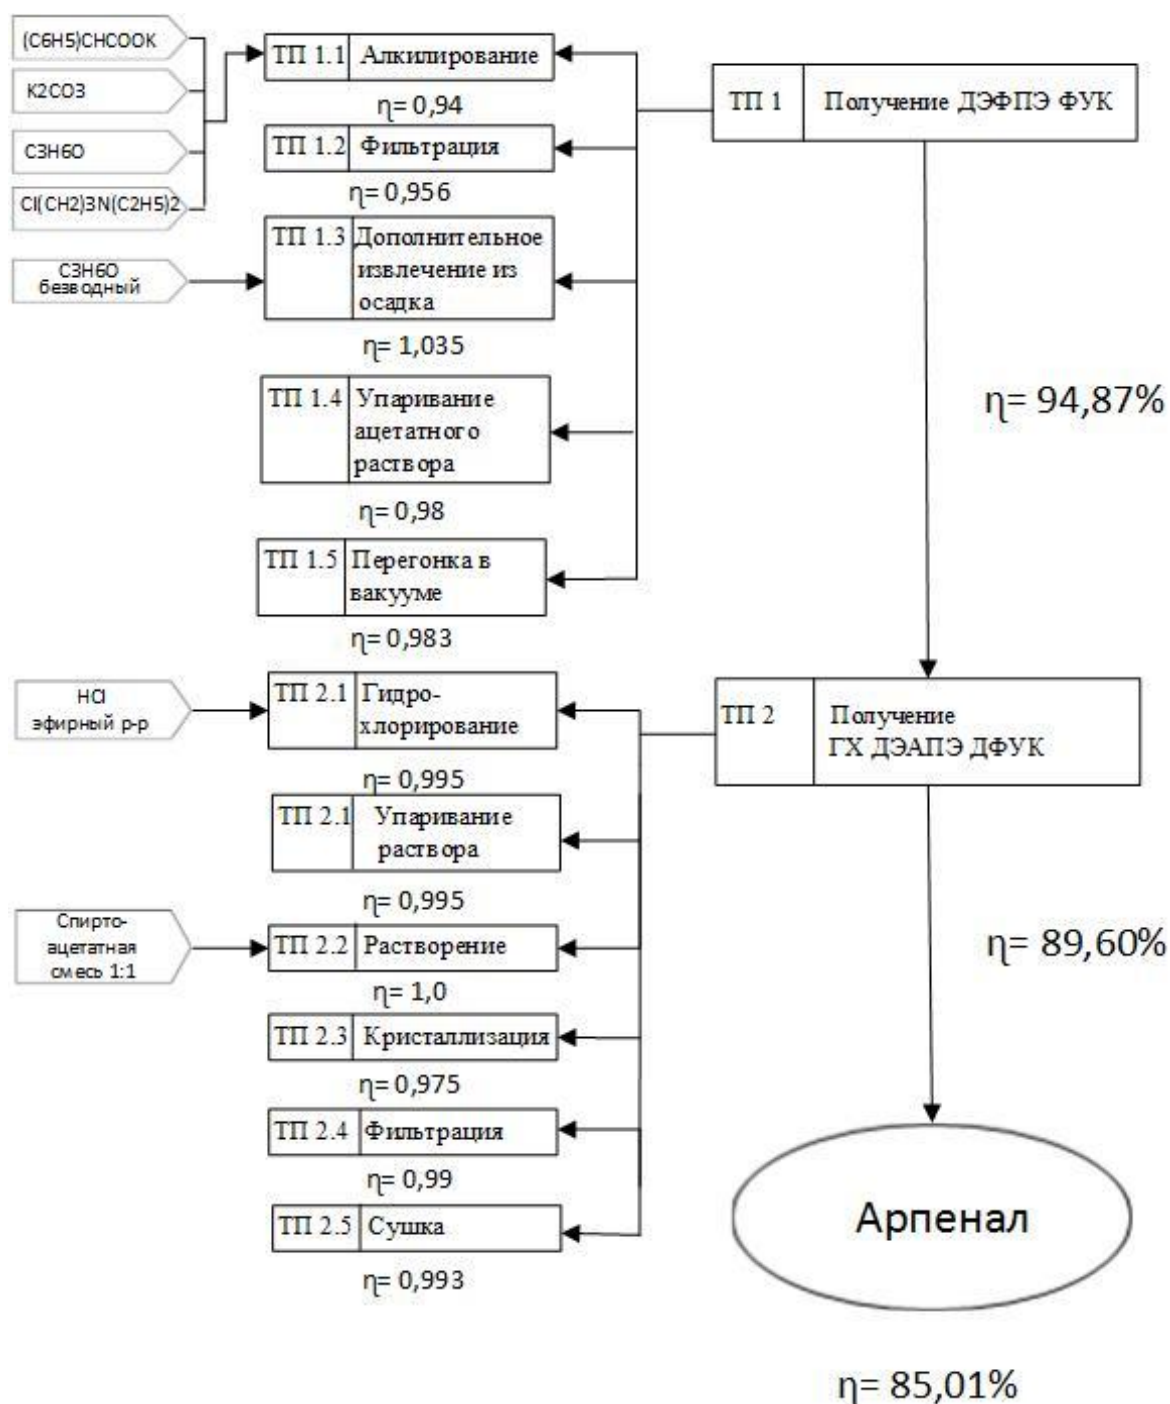 (C6H5)CHCOOK
K2CO3
C3H6O
Cl(CH2)3N(C2H5)2
ТП 1.1 Алкилирование
η= 0,94
ТП 1.2 Фильтрация
η= 0,956
C3H6O
безводный
ТП 1.3 Дополнительное
извлечение из
осадка
η= 1,035
ТП 1.4 Упаривание
ацетатного
раствора
η= 0,98
ТП 1.5 Перегонка в
вакууме
η= 0,983
ТП 1 Получение ДЭФПЭ ФУК
η= 94,87%
HCl
эфирный р-р
ТП 2.1 Гидро-
хлорирование
η= 0,995
ТП 2.1 Упаривание
раствора
η= 0,995
Спирто-
ацетатная
смесь 1:1
ТП 2.2 Растворение
η= 1,0
ТП 2.3 Кристаллизация
η= 0,975
ТП 2.4 Фильтрация
η= 0,99
ТП 2.5 Сушка
η= 0,993
ТП 2 Получение
ГХ ДЭАПЭ ДФУК
η= 89,60%
Арпенал
η= 85,01%